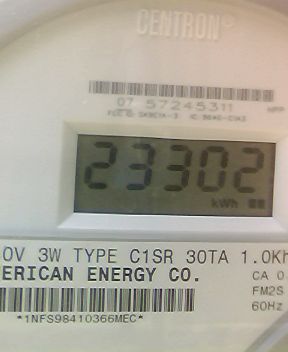 CENTRON®
07 57245311
23302
kWh
0V 3W TYPE C1SR 30TA 1.0Kh
ERICAN ENERGY CO.
CA 0.
FM2S
60Hz
*1NFS98410366MEC*